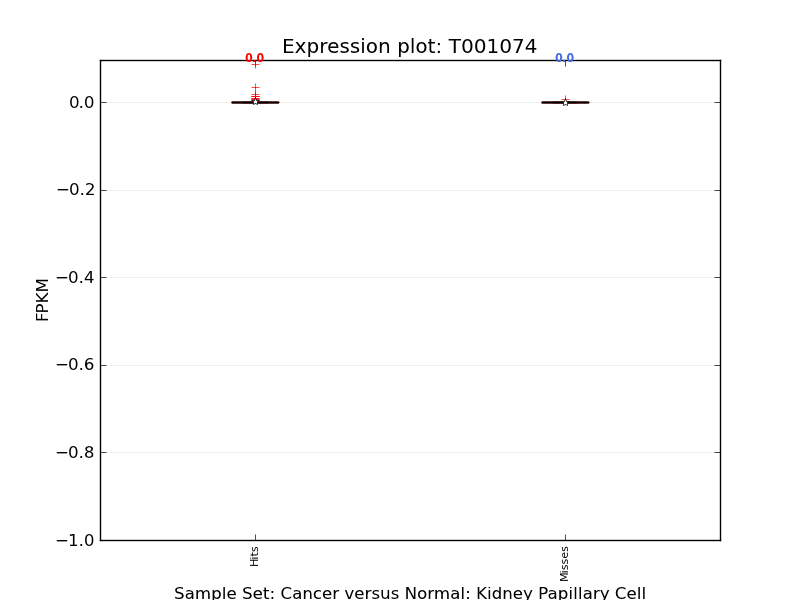 Expression plot: T001074
0.0 0.0
0.0
−0.2
−0.4
−0.6
−0.8
−1.0
FPKM
Hits Misses
Sample Set: Cancer versus Normal: Kidney Papillary Cell